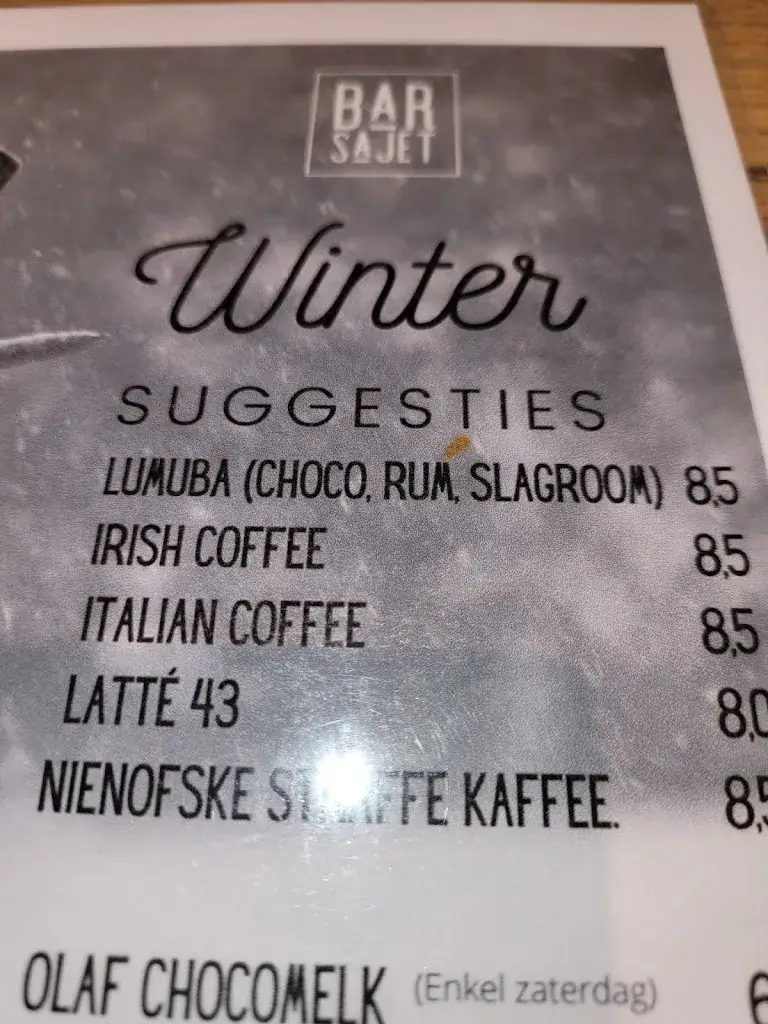 BAR
SAJET
Winter
SUGGESTIES
LUMUBA (CHOCO, RUM, SLAGROOM) 8,5
IRISH COFFEE 8,5
ITALIAN COFFEE 8,5
LATTÉ 43 8,0
NIENOFSKE KAFFEE. 8,5
OLAF CHOCOMELK (Enkel zaterdag)